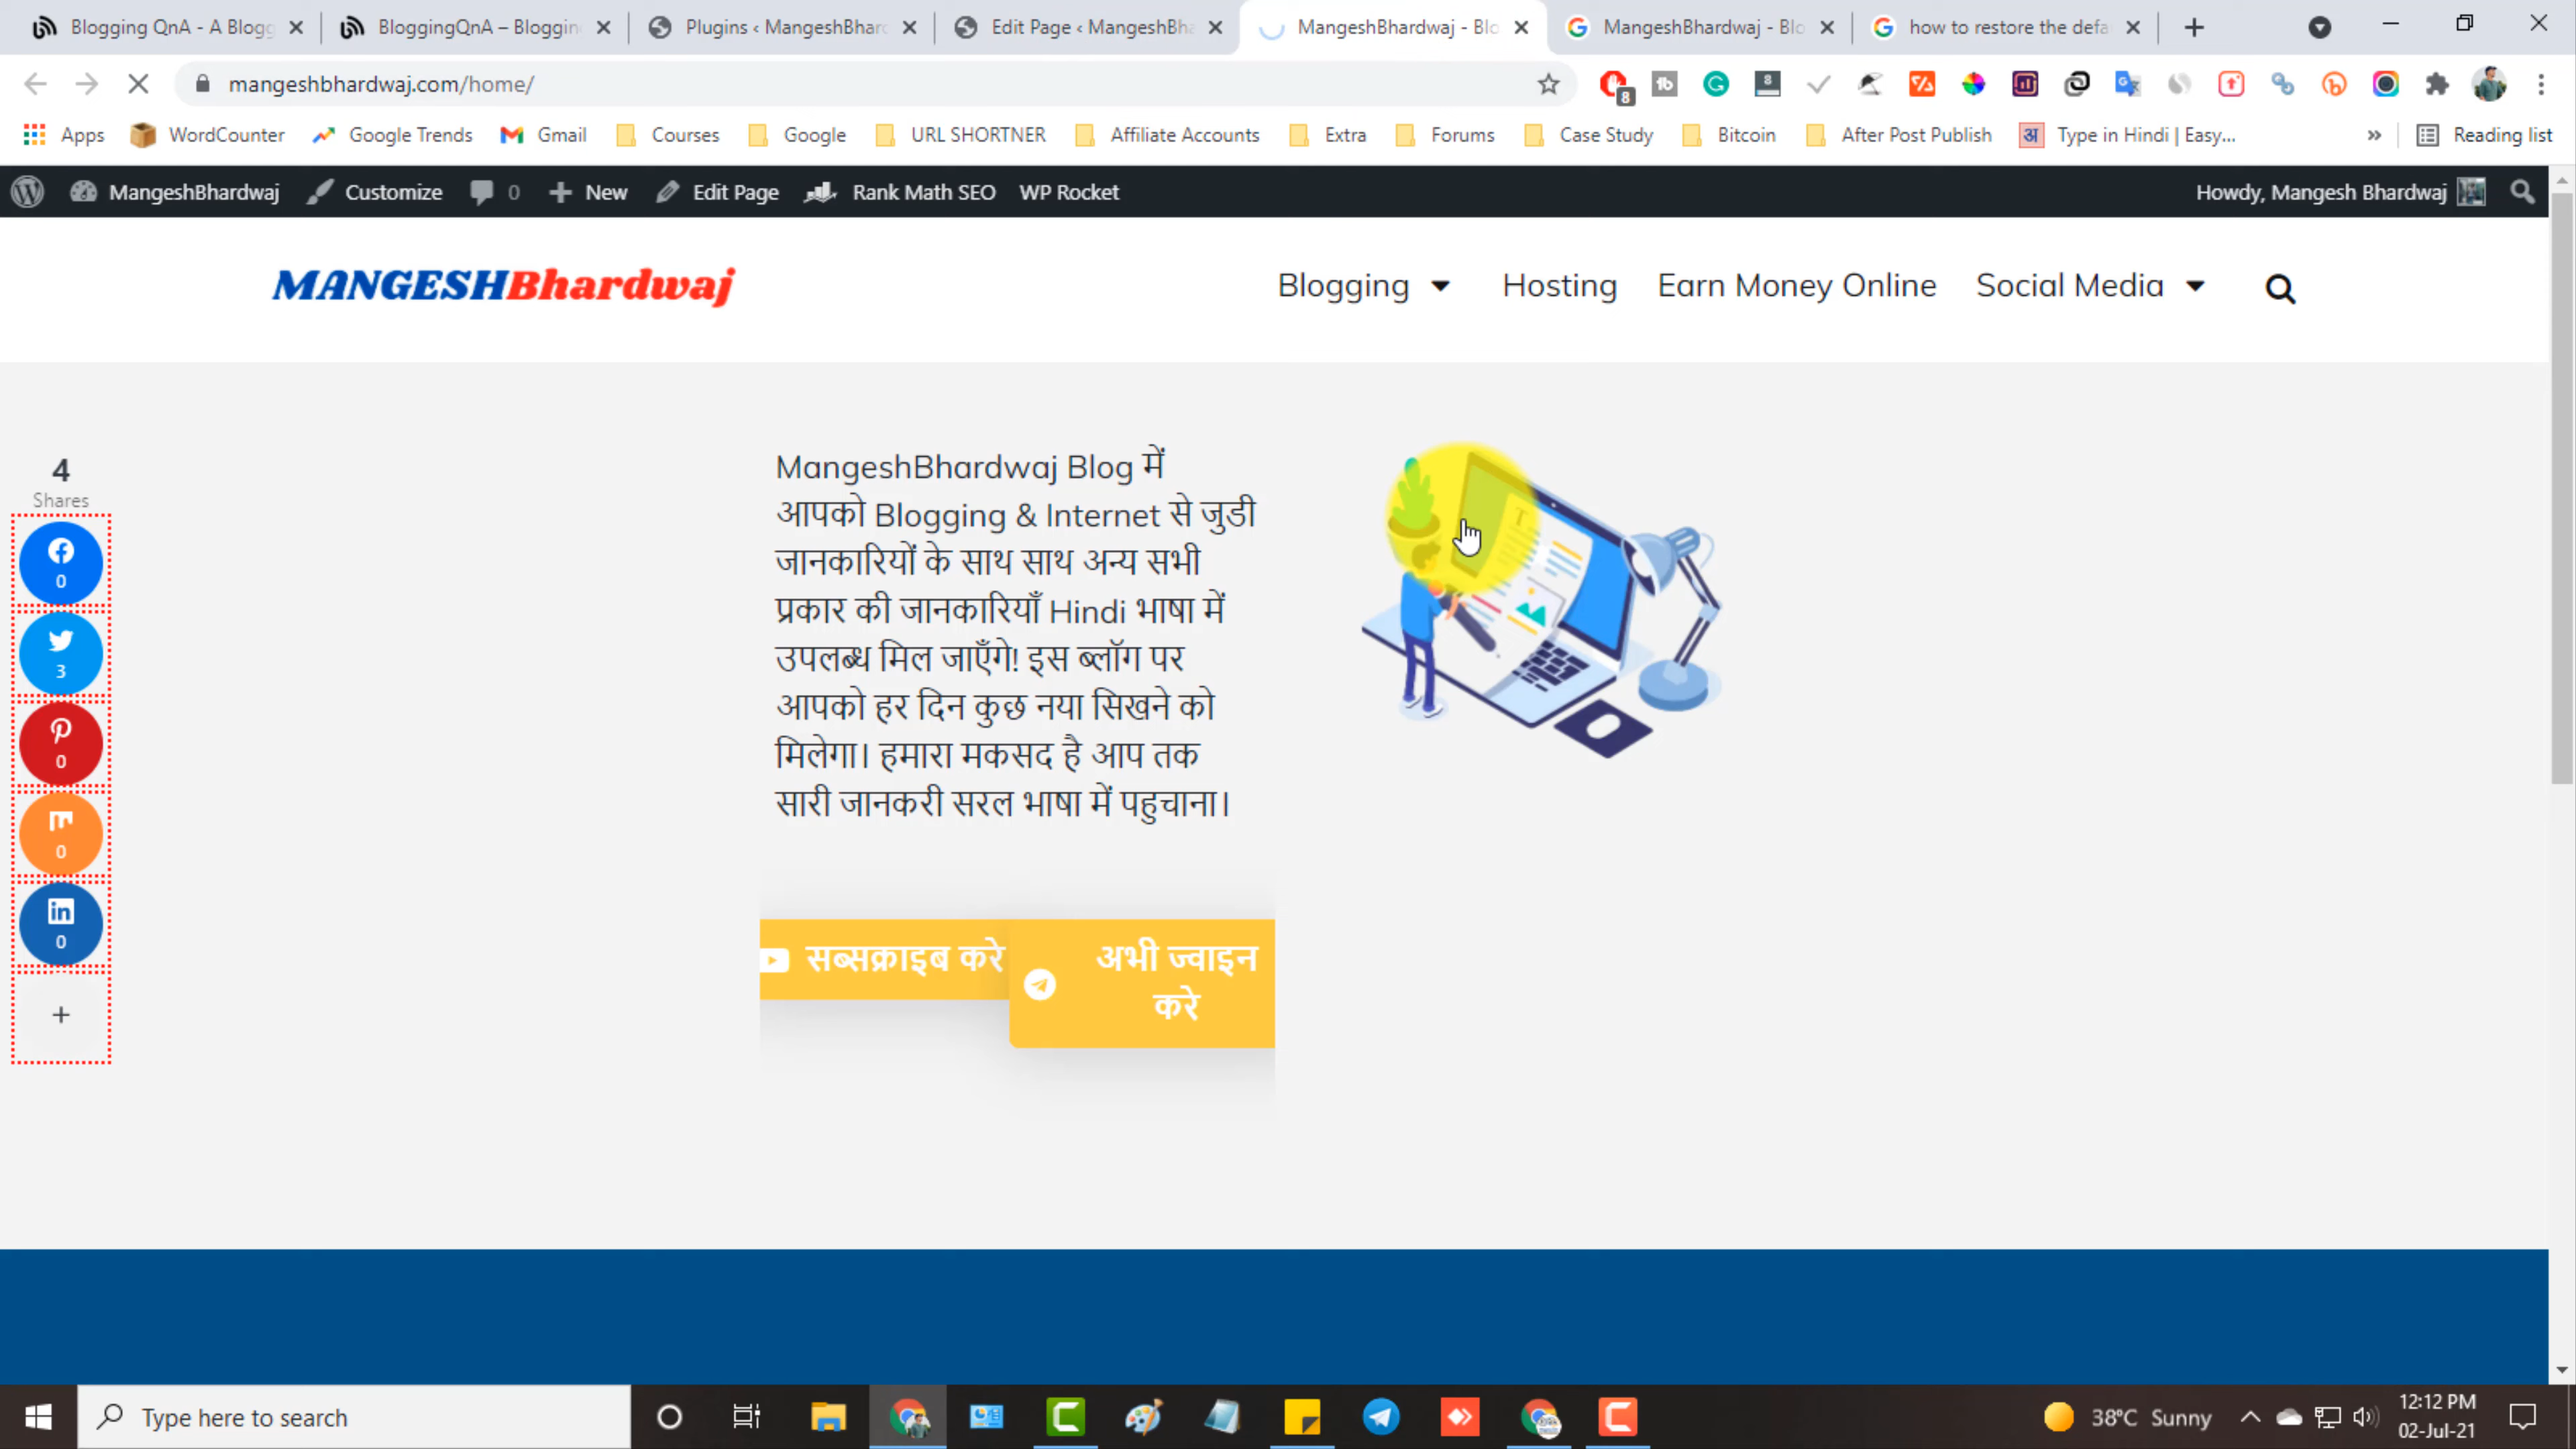 Blogging QnA - A Blogg
BloggingQnA – Bloggin
Plugins ‹ MangeshBhar
Edit Page ‹ MangeshBha
MangeshBhardwaj - Blo
MangeshBhardwaj - Blo
how to restore the defa
mangeshbhardwaj.com/home/
8
Apps
WordCounter
Google Trends
Gmail
Courses
Google
URL SHORTNER
Affiliate Accounts
Extra
Forums
Case Study
Bitcoin
After Post Publish
Type in Hindi | Easy...
»
Reading list
MangeshBhardwaj
Customize
0
New
Edit Page
Rank Math SEO
WP Rocket
Howdy, Mangesh Bhardwaj
MANGESHBhardwaj
Blogging
Hosting
Earn Money Online
Social Media
4
Shares
0
3
0
0
0
+
MangeshBhardwaj Blog में
आपको Blogging & Internet से जुडी
जानकारियों के साथ साथ अन्य सभी
प्रकार की जानकारियाँ Hindi भाषा में
उपलब्ध मिल जाएँगे! इस ब्लॉग पर
आपको हर दिन कुछ नया सिखने को
मिलेगा। हमारा मकसद है आप तक
सारी जानकरी सरल भाषा में पहुचाना।
सब्सक्राइब करे
अभी ज्वाइन
करे
Type here to search
38°C Sunny
12:12 PM
02-Jul-21